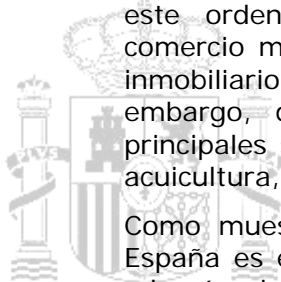 este orden
comercio m
inmobiliario
embargo,
principales
acuicultura,
Como mues
España es